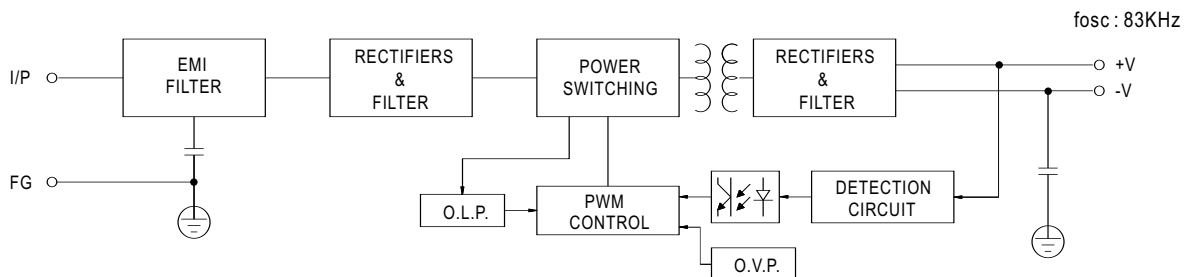 fosc : 83KHz
I/P
EMI
FILTER
RECTIFIERS
&
FILTER
POWER
SWITCHING
RECTIFIERS
&
FILTER
+V
-V
FG
O.L.P.
PWM
CONTROL
DETECTION
CIRCUIT
O.V.P.